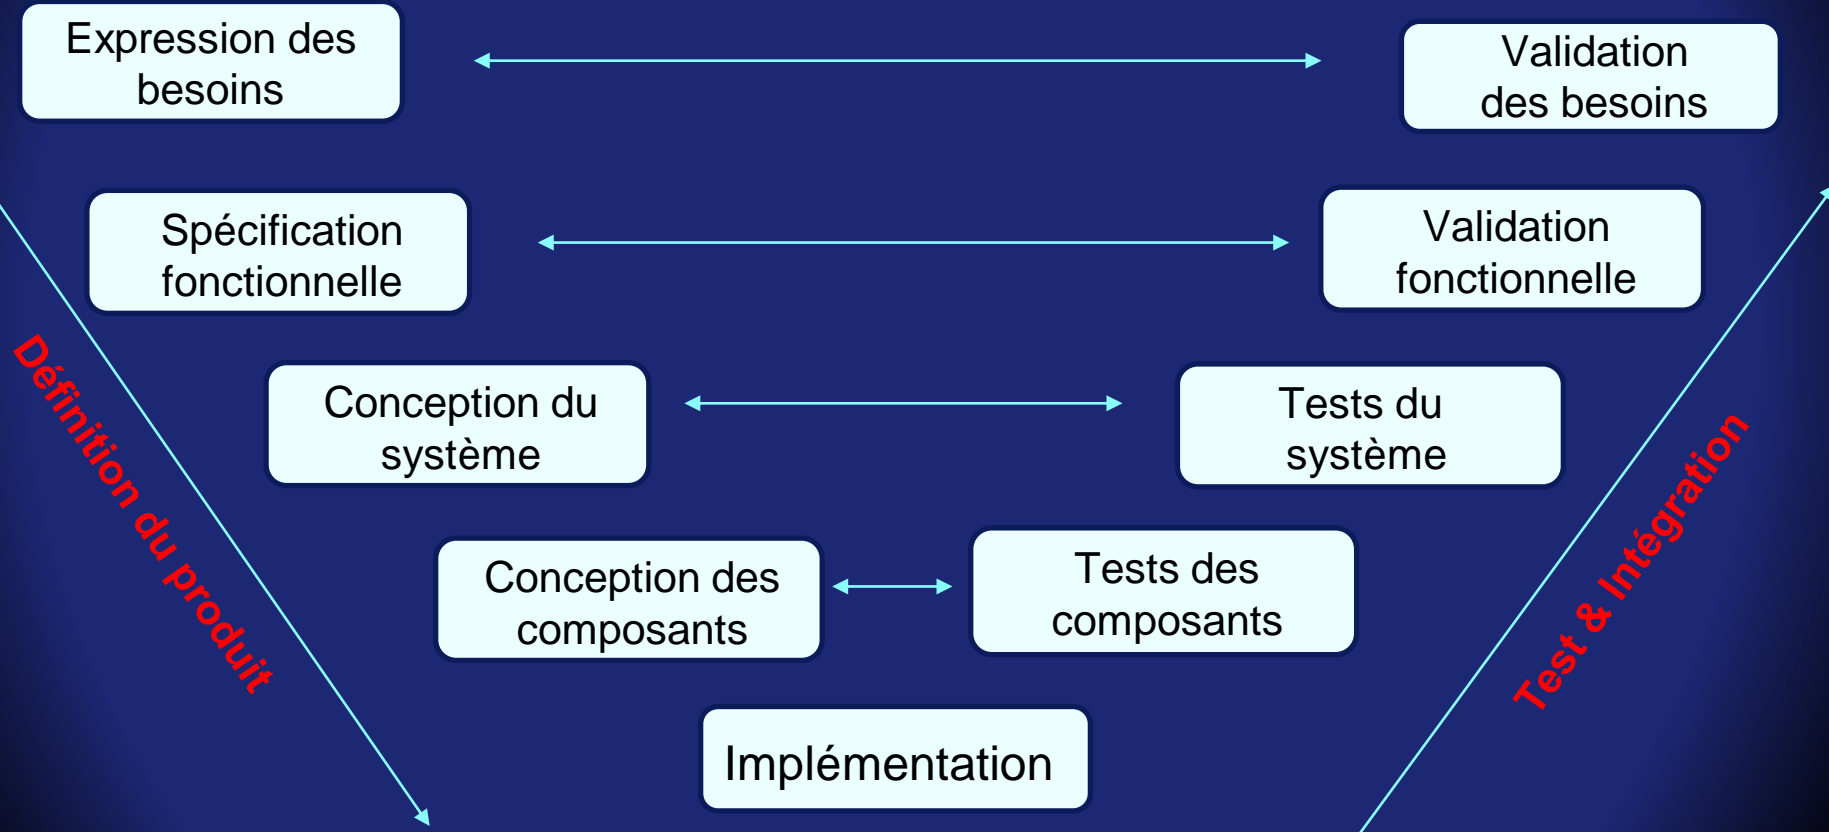 Expression des
besoins
Validation
des besoins
Spécification
fonctionnelle
Validation
fonctionnelle
Définition du produit
Conception du
système
Tests du
système
Test & Intégration
Conception des
composants
Tests des
composants
Implémentation